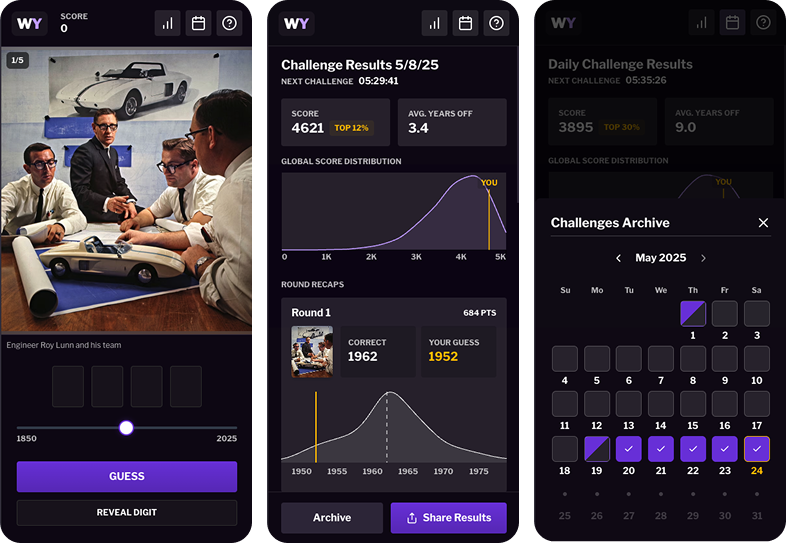 WY
SCORE
0
1/5
Engineer Roy Lunn and his team
1850
2025
GUESS
REVEAL DIGIT
WY
Challenge Results 5/8/25
NEXT CHALLENGE 05:29:41
SCORE
4621 TOP 12%
AVG. YEARS OFF
3.4
GLOBAL SCORE DISTRIBUTION
YOU
0 1K 2K 3K 4K 5K
ROUND RECAPS
Round 1
684 PTS
CORRECT
1962
YOUR GUESS
1952
1950 1955 1960 1965 1970 1975
Archive
Share Results
WY
Daily Challenge Results
NEXT CHALLENGE 05:35:26
SCORE
3895 TOP 30%
AVG. YEARS OFF
9.0
GLOBAL SCORE DISTRIBUTION
YOU
Challenges Archive
May 2025
Su Mo Tu We Th Fr Sa
1 2 3
4 5 6 7 8 9 10
11 12 13 14 15 16 17
18 19 20 21 22 23 24
25 26 27 28 29 30 31